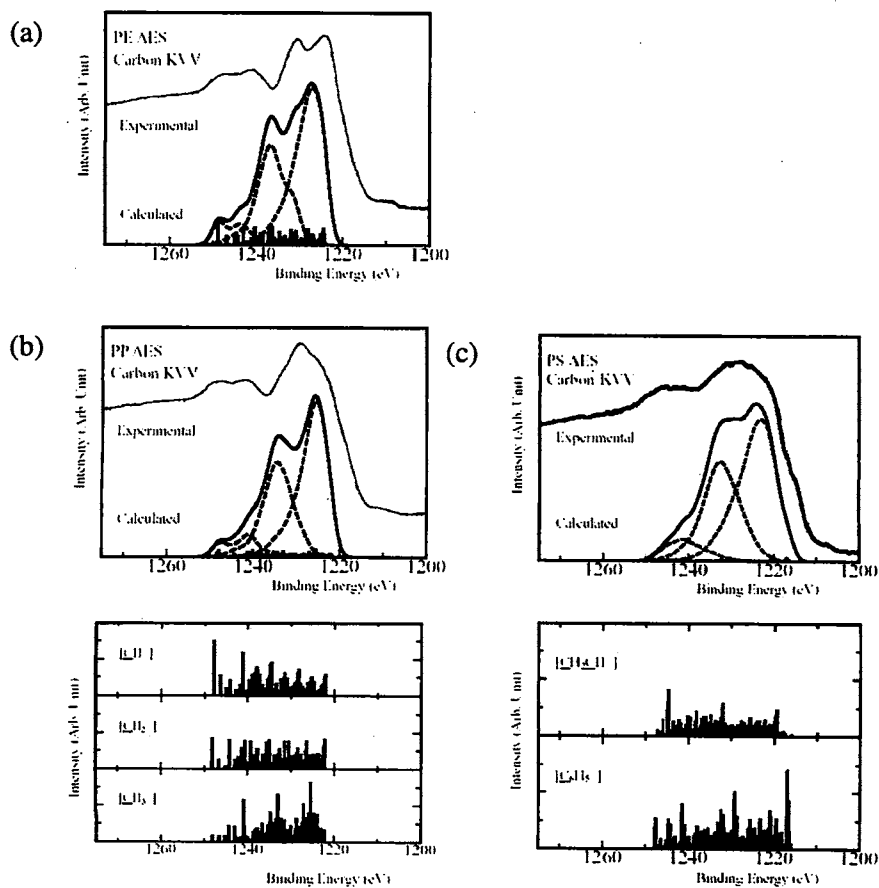 (a)
PE AES
Carbon KVV
Experimental
Calculated
Intensity (Arb. Unit)
1260 1240 1220 1200
Binding Energy (eV)
(b)
PP AES
Carbon KVV
Experimental
Calculated
Intensity (Arb. Unit)
1260 1240 1220 1200
Binding Energy (eV)
Intensity (Arb. Unit)
1260 1240 1220 1200
Binding Energy (eV)
(c)
PS AES
Carbon KVV
Experimental
Calculated
Intensity (Arb. Unit)
1260 1240 1220 1200
Binding Energy (eV)
Intensity (Arb. Unit)
1260 1240 1220 1200
Binding Energy (eV)